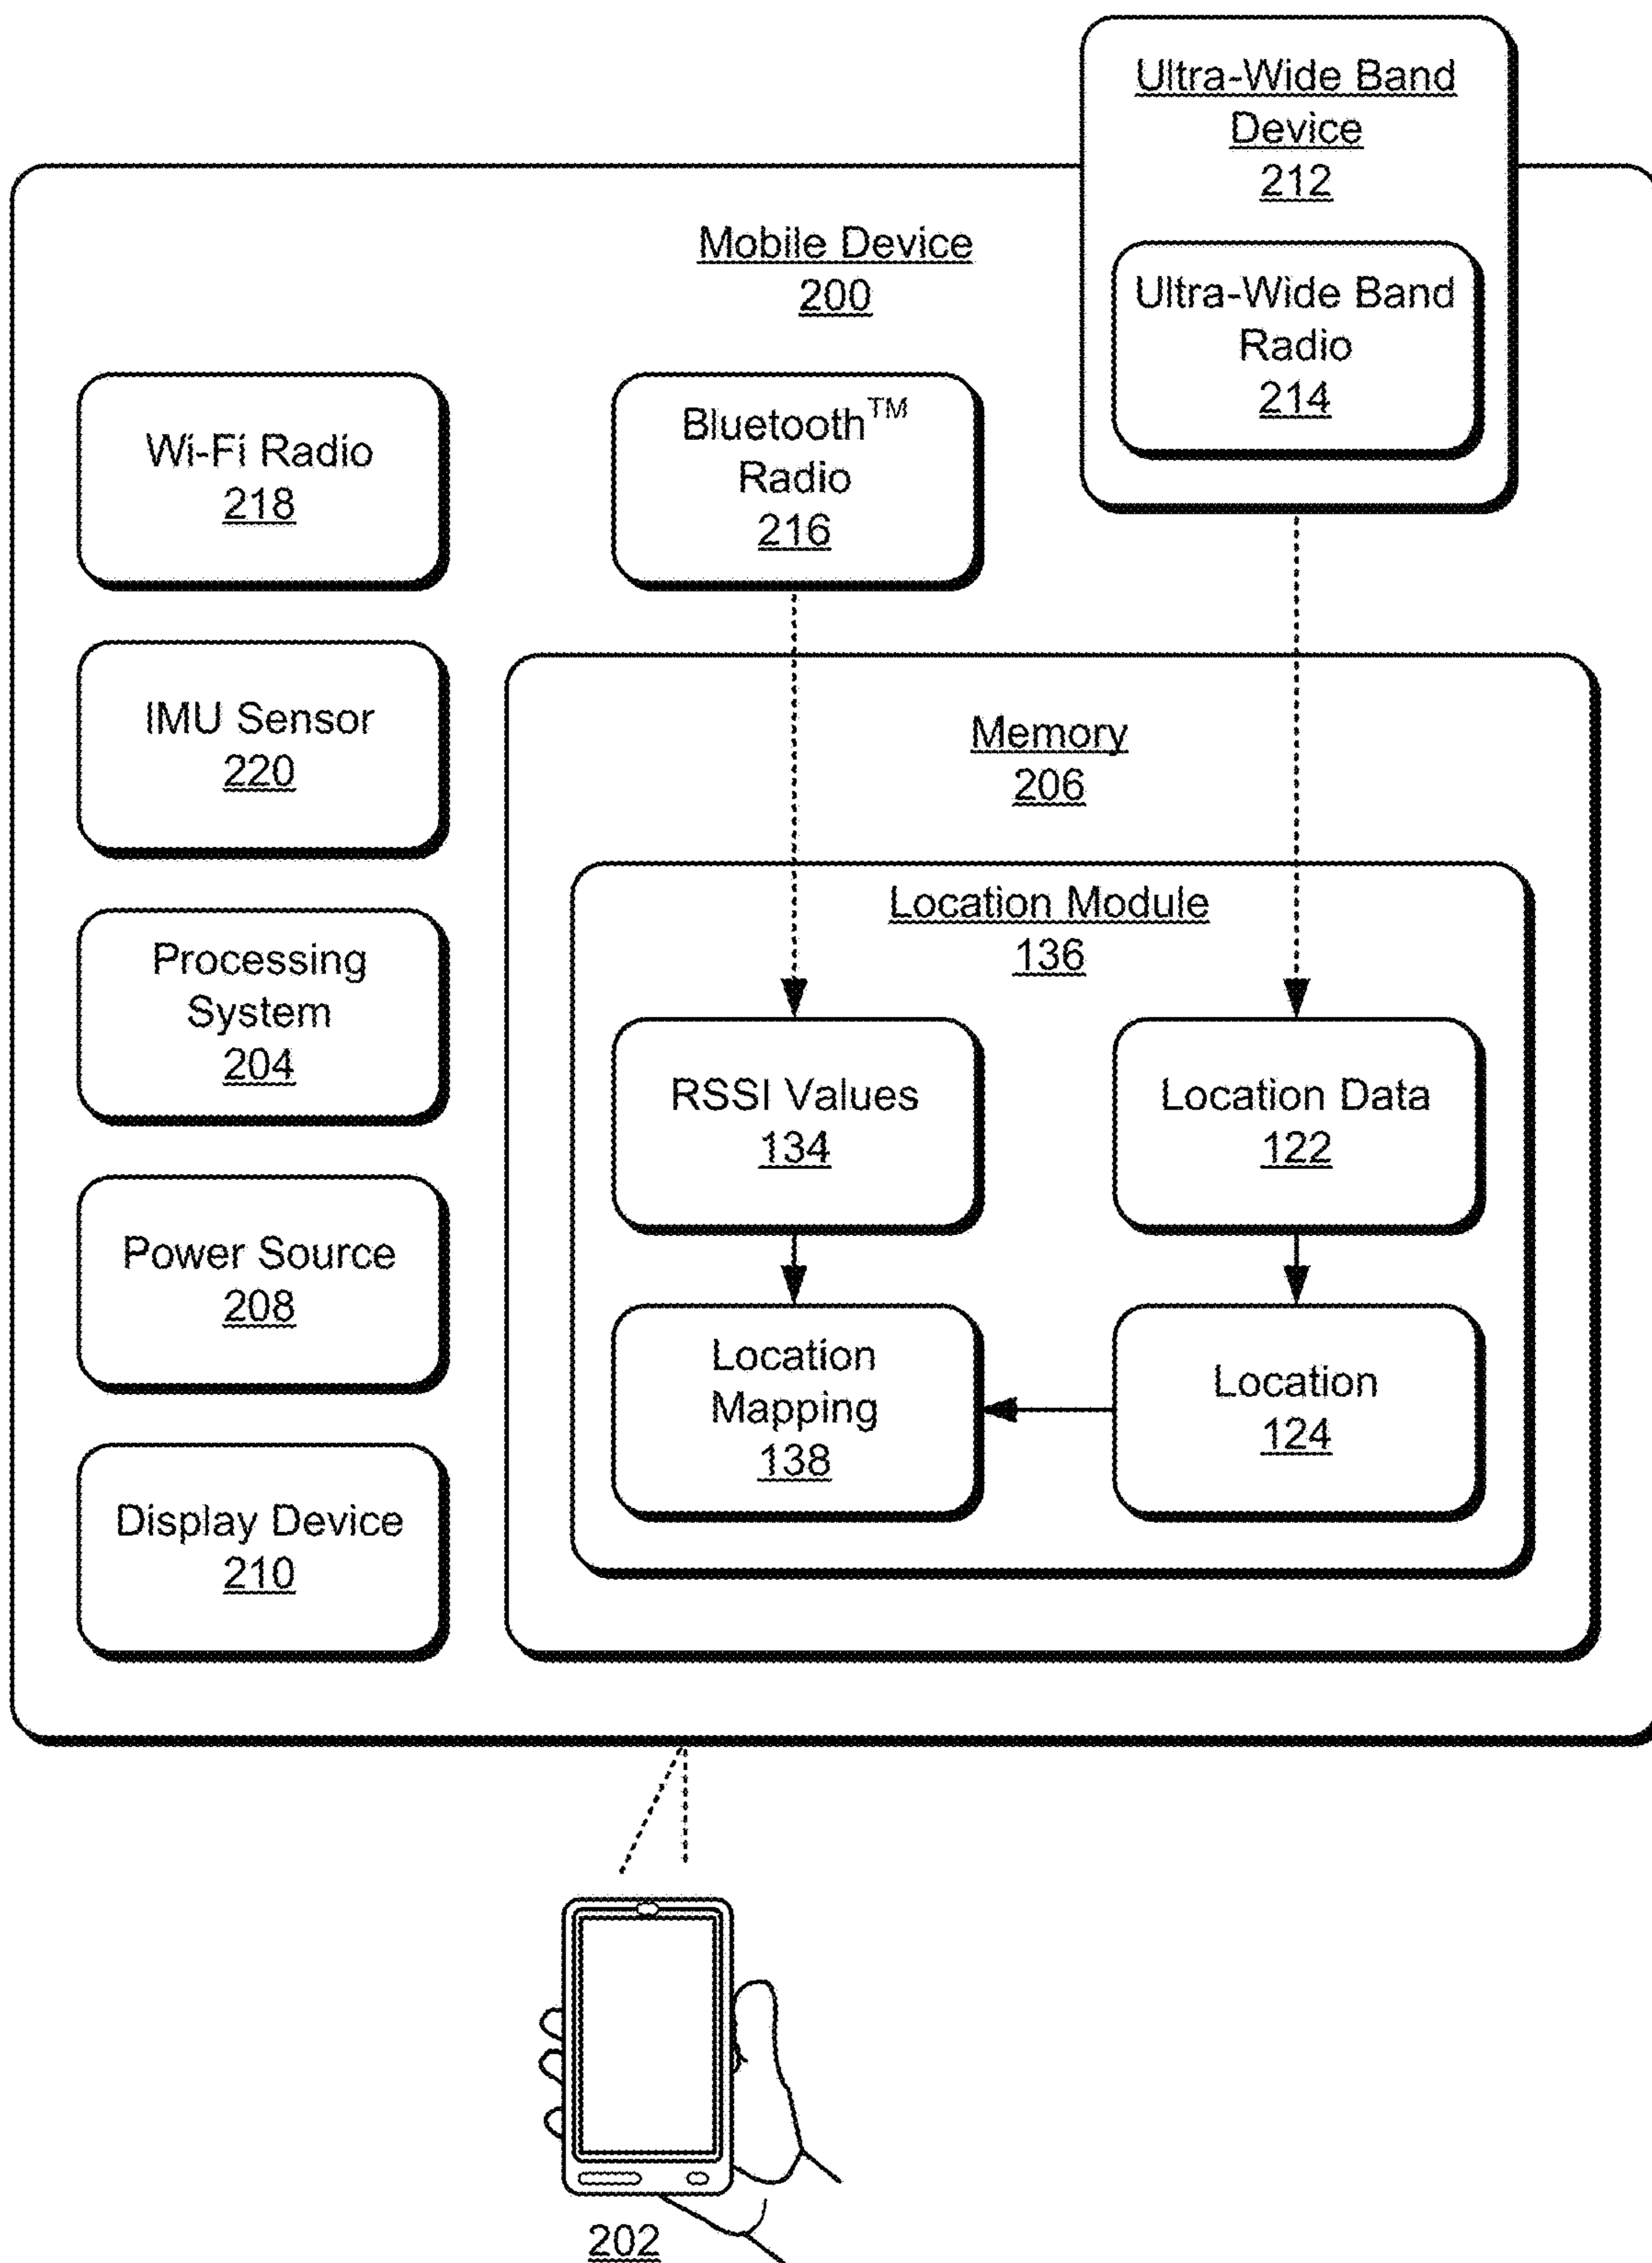 Ultra-Wide Band
Device
212
Ultra-Wide Band
Radio
214
Mobile Device
200
Wi-Fi Radio
218
Bluetooth™
Radio
216
IMU Sensor
220
Processing
System
204
Power Source
208
Display Device
210
Memory
206
Location Module
136
RSSI Values
134
Location Data
122
Location
Mapping
138
Location
124
202